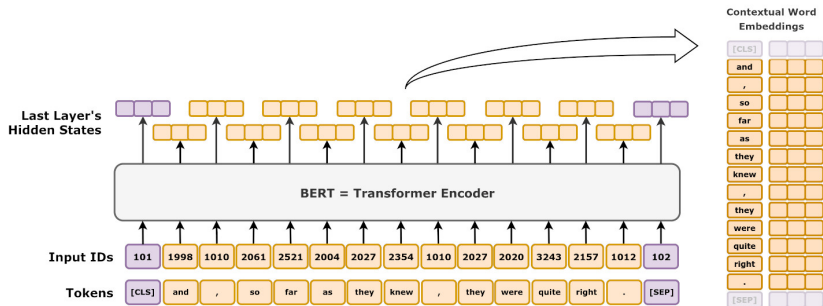 Contextual Word
Embeddings
[CLS]
and
,
so
far
as
they
knew
,
they
were
quite
right
.
[SEP]
Last Layer's
Hidden States
BERT = Transformer Encoder
Input IDs 101 1998 1010 2061 2521 2004 2027 2354 1010 2027 2020 3243 2157 1012 102
Tokens [CLS] and , so far as they knew , they were quite right . [SEP]